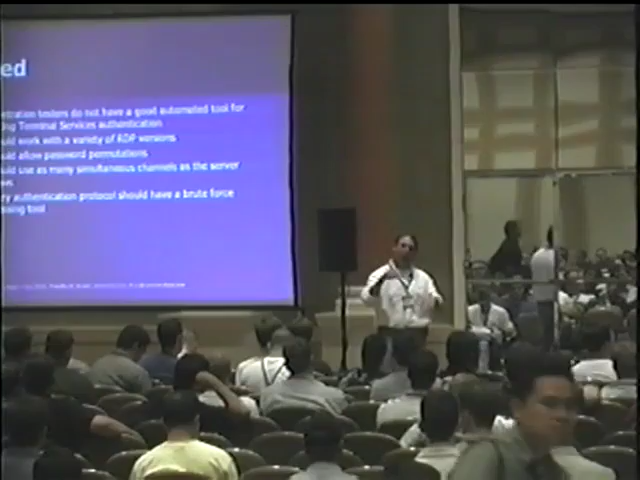 ed
tration testers do not have a good automated tool for
Terminal Services authentication
uld work with a variety of RDP versions
uld allow password permutations
uld use as many simultaneous channels as the server
ws
ry authentication protocol should have a brute force
tool